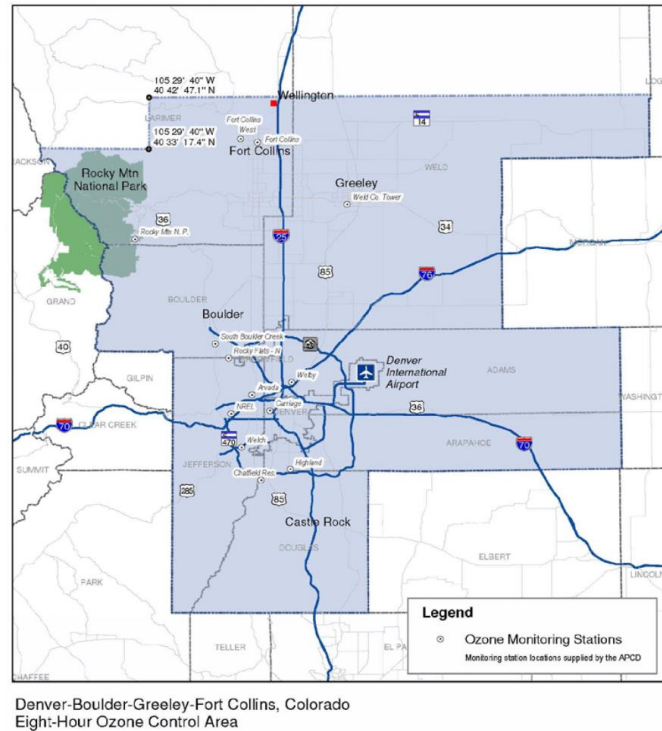 105 29' 40" W
40 42' 47.1" N
Wellington
LARIMER
14
105 29' 40" W
40 33' 17.4" N
Fort Collins
West
Fort Collins
Fort Collins
JACKSON
WELD
Rocky Mtn
National Park
Greeley
Weld Co. Tower
36
34
Rocky Mtn N.P.
25
MORGAN
85
76
GRAND
BOULDER
Boulder
40
South Boulder Creek
Rocky Flats - N
BROOMFIELD
Denver
International
Airport
GILPIN
ADAMS
Welby
Arvada
WASHINGTON
NREL
Carriage
DENVER
36
70
CLEAR CREEK
470
Welch
ARAPAHOE
70
SUMMIT
JEFFERSON
Highland
Chatfield Res.
285
85
Castle Rock
DOUGLAS
ELBERT
LINCOLN
PARK
Legend
Ozone Monitoring Stations
Monitoring station locations supplied by the APCD
TELLER
EL PA
CHAFFEE
Denver-Boulder-Greeley-Fort Collins, Colorado
Eight-Hour Ozone Control Area